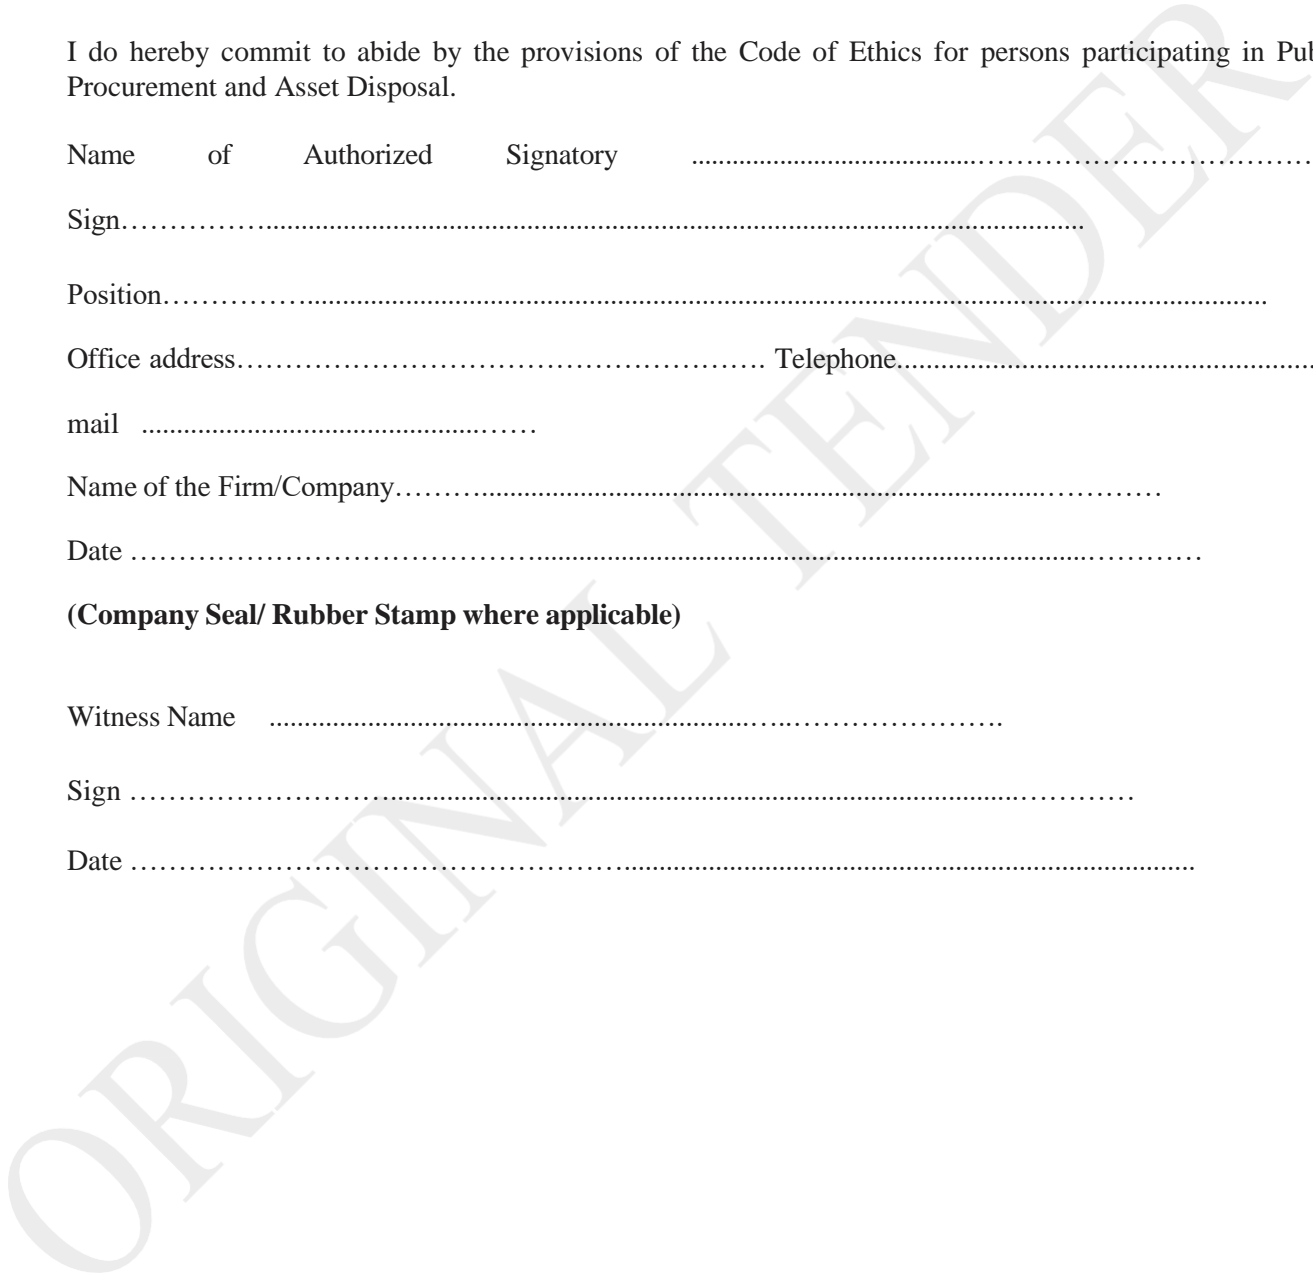 I do hereby commit to abide by the provisions of the Code of Ethics for persons participating in
Procurement and Asset Disposal.
Name of Authorized Signatory ..........................................……………………………………
Sign……………....................................................................................................................
Position……………........................................................................................................................................
Office address………………………………………………. Telephone...........................................................
mail ................................................……
Name of the Firm/Company………................................................................................…………
Date ……………………………………..............................................................................…………
(Company Seal/ Rubber Stamp where applicable)
Witness Name ....................................................................…..…………………….
Sign ………………………..........................................................................................…………
Date ……………………………………………..................................................................................
ORIGINAL TENDER